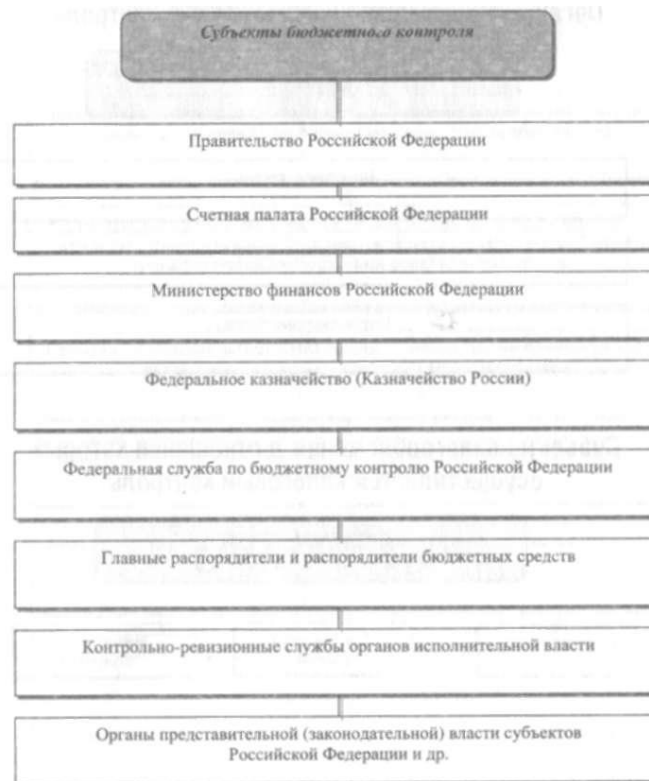 Субъекты бюджетного контроля
Правительство Российской Федерации
Счетная палата Российской Федерации
Министерство финансов Российской Федерации
Федеральное казначейство (Казначейство России)
Федеральная служба по бюджетному контролю Российской Федерации
Главные распорядители и распорядители бюджетных средств
Контрольно-ревизионные службы органов исполнительной власти
Органы представительной (законодательной) власти субъектов
Российской Федерации и др.